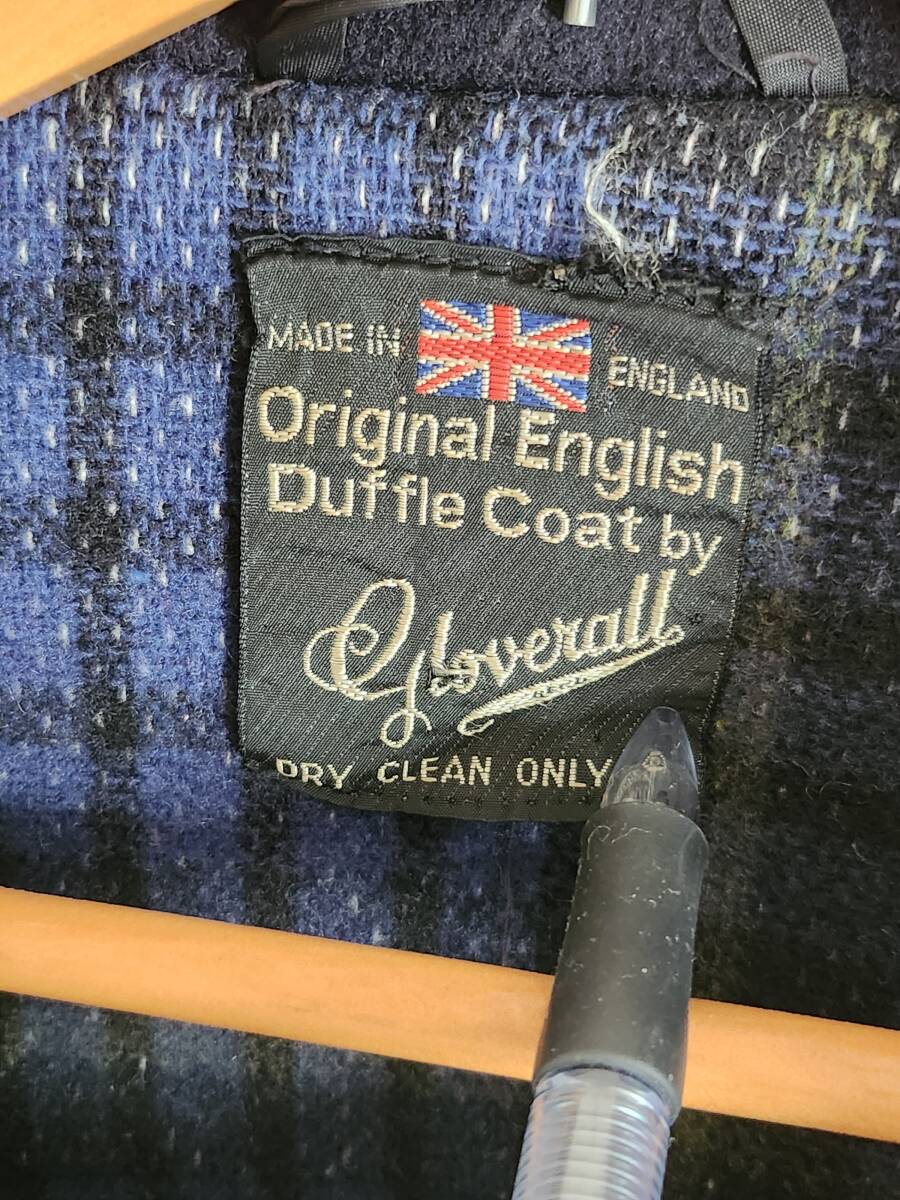 MADE IN ENGLAND
Original English
Duffle Coat by
Gloverall
DRY CLEAN ONLY